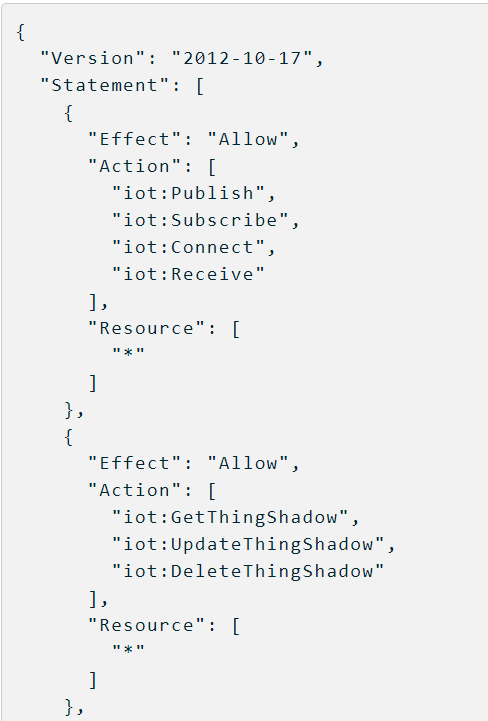 {
  "Version": "2012-10-17",
  "Statement": [
    {
      "Effect": "Allow",
      "Action": [
        "iot:Publish",
        "iot:Subscribe",
        "iot:Connect",
        "iot:Receive"
      ],
      "Resource": [
        "*"
      ]
    },
    {
      "Effect": "Allow",
      "Action": [
        "iot:GetThingShadow",
        "iot:UpdateThingShadow",
        "iot:DeleteThingShadow"
      ],
      "Resource": [
        "*"
      ]
    },